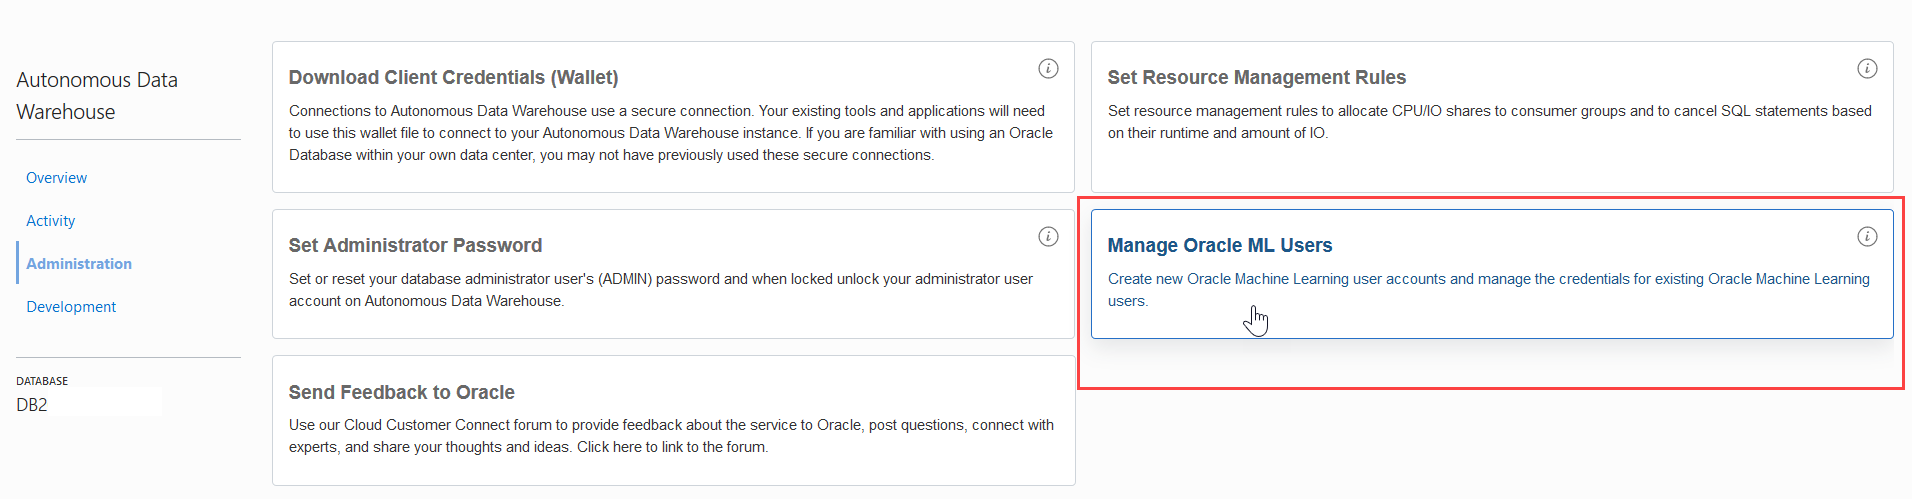 Autonomous Data
Warehouse
Overview
Activity
Administration
Development
DATABASE
DB2
Download Client Credentials (Wallet)
Connections to Autonomous Data Warehouse use a secure connection. Your existing tools and applications will need
to use this wallet file to connect to your Autonomous Data Warehouse instance. If you are familiar with using an Oracle
Database within your own data center, you may not have previously used these secure connections.
Set Resource Management Rules
Set resource management rules to allocate CPU/IO shares to consumer groups and to cancel SQL statements based
on their runtime and amount of IO.
Set Administrator Password
Set or reset your database administrator user's (ADMIN) password and when locked unlock your administrator user
account on Autonomous Data Warehouse.
Manage Oracle ML Users
Create new Oracle Machine Learning user accounts and manage the credentials for existing Oracle Machine Learning
users.
Send Feedback to Oracle
Use our Cloud Customer Connect forum to provide feedback about the service to Oracle, post questions, connect with
experts, and share your thoughts and ideas. Click here to link to the forum.